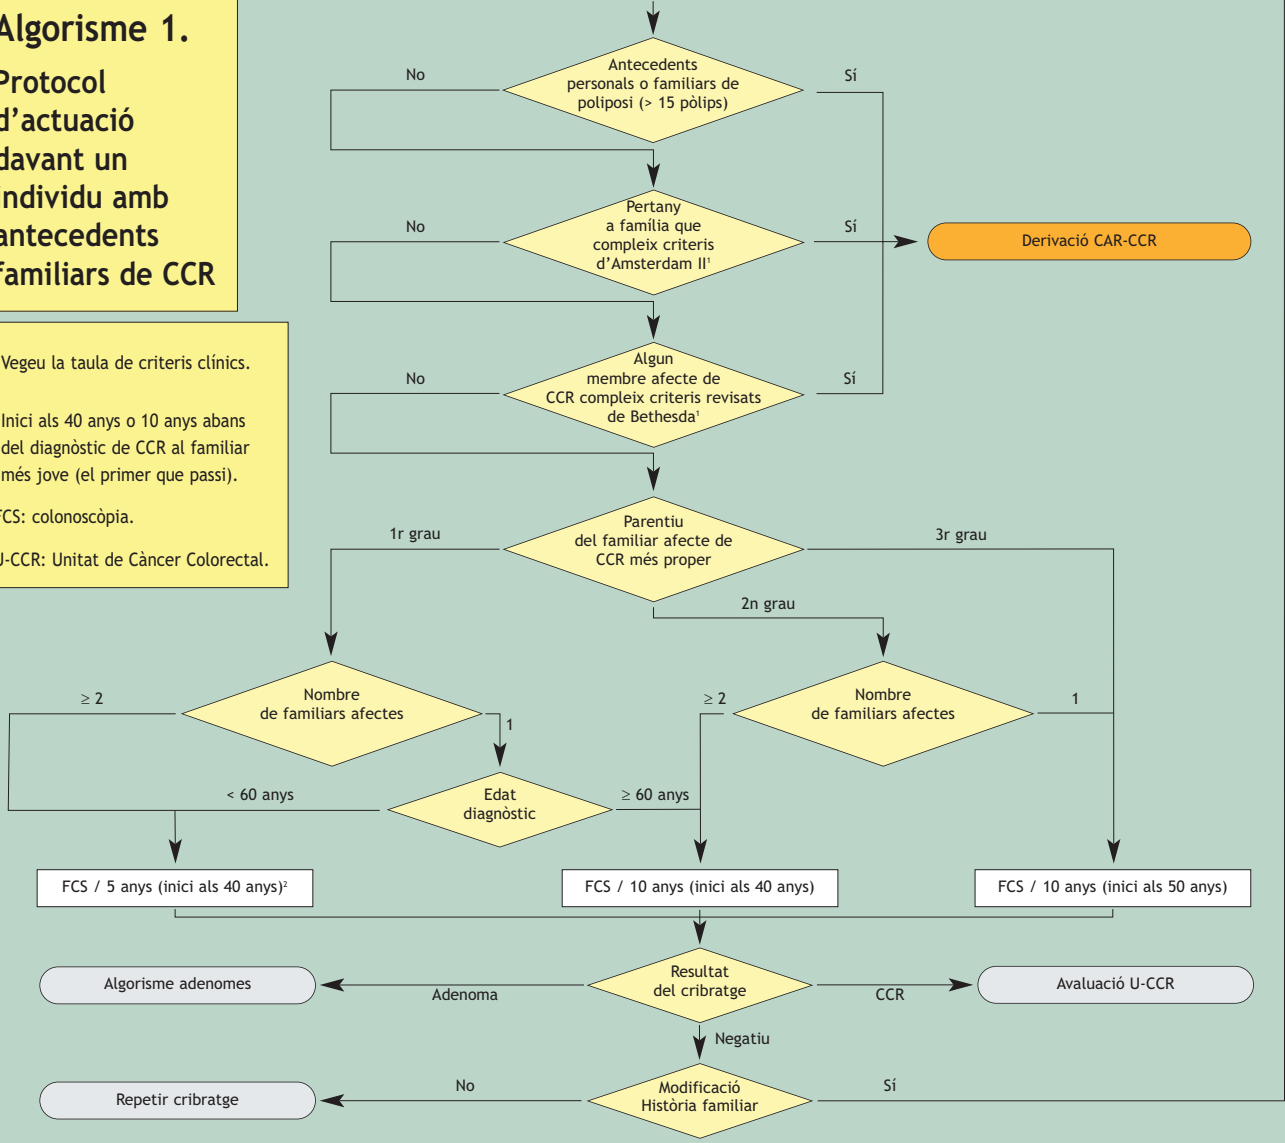 Algorisme 1.
Protocol
d'actuació
davant un
individu amb
antecedents
familiars de CCR
Vegeu la taula de criteris clínics.
Inici als 40 anys o 10 anys abans
del diagnòstic de CCR al familiar
més jove (el primer que passi).
FCS: colonoscòpia.
U-CCR: Unitat de Càncer Colorectal.
Antecedents
personals o familiars de
poliposi (> 15 pòlips)
No
Sí
Pertany
a família que
compleix criteris
d'Amsterdam II¹
No
Sí
Derivació CAR-CCR
Algun
membre afecte de
CCR compleix criteris revisats
de Bethesda¹
No
Sí
Parentiu
del familiar afecte de
CCR més proper
1r grau
3r grau
2n grau
Nombre
de familiars afectes
≥ 2
1
Nombre
de familiars afectes
≥ 2
1
Edat
diagnòstic
< 60 anys
≥ 60 anys
FCS / 5 anys (inici als 40 anys)²
FCS / 10 anys (inici als 40 anys)
FCS / 10 anys (inici als 50 anys)
Resultat
del cribratge
Algorisme adenomes
Adenoma
CCR
Avaluació U-CCR
Negatiu
Modificació
Història familiar
Repetir cribratge
No
Sí